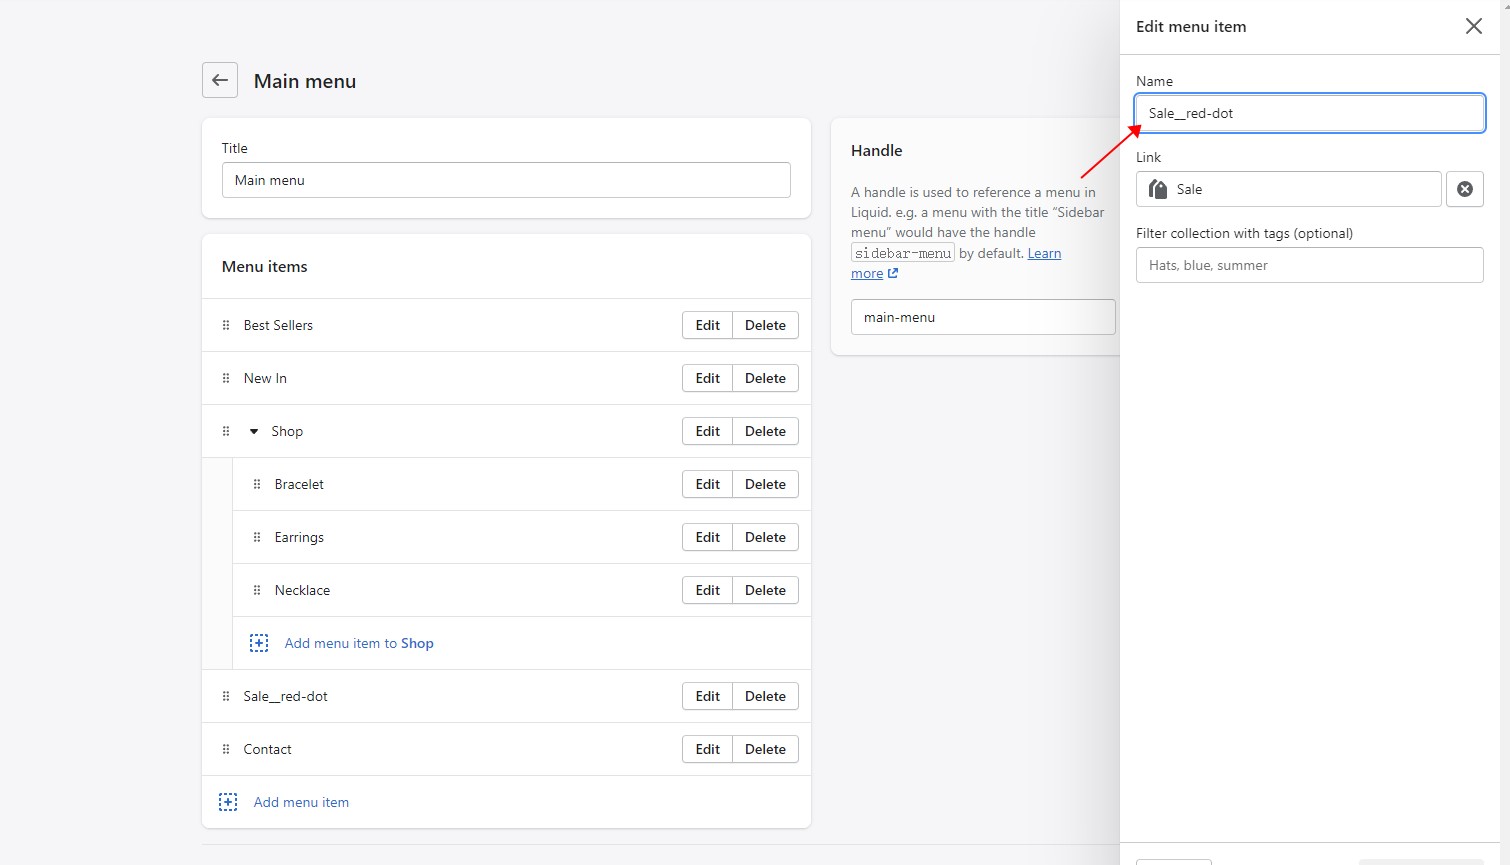 Main menu
Title
Main menu
Menu items
Best Sellers
Edit Delete
New In
Edit Delete
Shop
Edit Delete
Bracelet
Edit Delete
Earrings
Edit Delete
Necklace
Edit Delete
Add menu item to Shop
Sale__red-dot
Edit Delete
Contact
Edit Delete
Add menu item
Handle
A handle is used to reference a menu in
Liquid. e.g. a menu with the title “Sidebar
menu” would have the handle
sidebar-menu by default. Learn
more
main-menu
Edit menu item
Name
Sale__red-dot
Link
Sale
Filter collection with tags (optional)
Hats, blue, summer